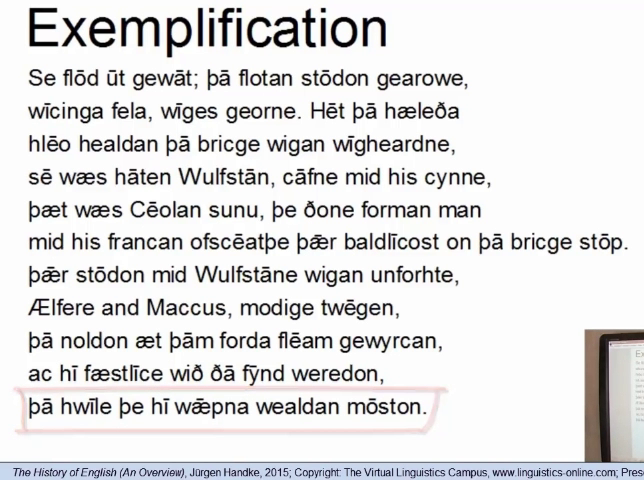 Exemplification
Se flōd ūt gewāt; þā flotan stōdon gearowe,
wīcinga fela, wīges georne. Hēt þā hæleða
hlēo healdan þā bricge wigan wīgheardne,
sē wæs hāten Wulfstān, cāfne mid his cynne,
þæt wæs Cēolan sunu, þe ðone forman man
mid his francan ofscēatþe þǣr baldlīcost on þā bricge stōp.
þǣr stōdon mid Wulfstāne wigan unforhte,
Ælfere and Maccus, modige twēgen,
þā noldon æt þām forda flēam gewyrcan,
ac hī fæstlīce wið ðā fȳnd weredon,
þā hwīle þe hī wǣpna wealdan mōston.
The History of English (An Overview), Jürgen Handke, 2015; Copyright: The Virtual Linguistics Campus, www.linguistics-online.com; Prese